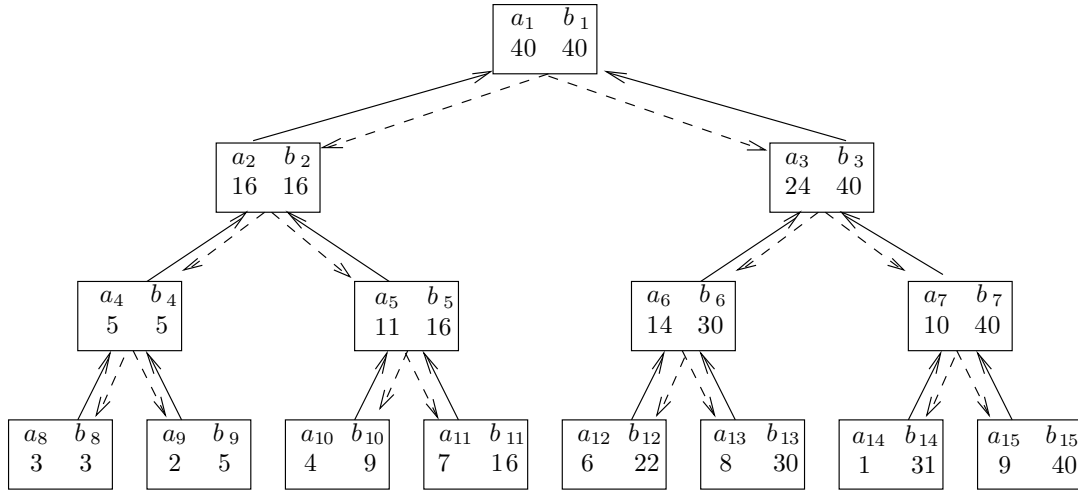 a₁ b₁
40 40
a₂ b₂ a₃ b₃
16 16 24 40
a₄ b₄ a₅ b₅ a₆ b₆ a₇ b₇
5 5 11 16 14 30 10 40
a₈ b₈ a₉ b₉ a₁₀ b₁₀ a₁₁ b₁₁ a₁₂ b₁₂ a₁₃ b₁₃ a₁₄ b₁₄ a₁₅ b₁₅
3 3 2 5 4 9 7 16 6 22 8 30 1 31 9 40